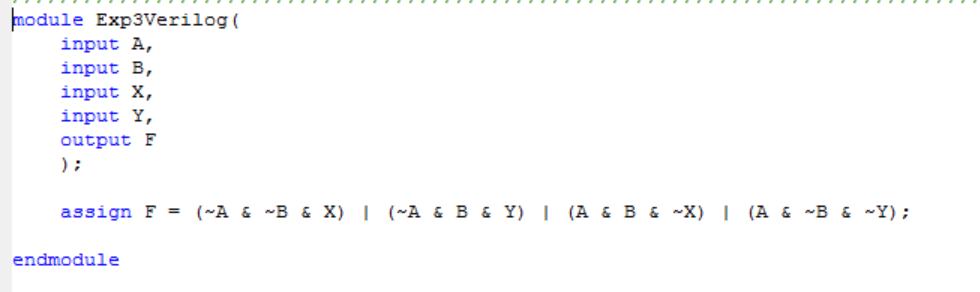 module Exp3Verilog(
    input A,
    input B,
    input X,
    input Y,
    output F
    );
    assign F = (~A & ~B & X) | (~A & B & Y) | (A & B & ~X) | (A & ~B & ~Y);
endmodule